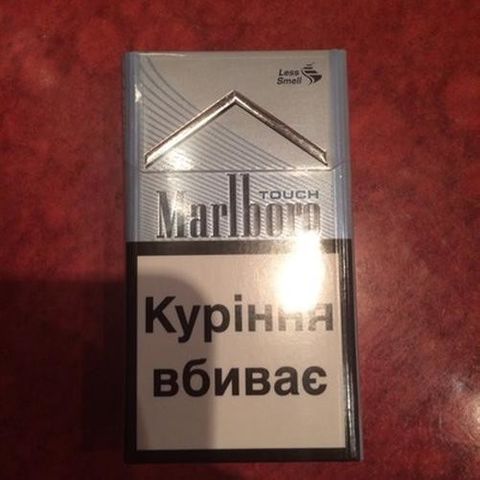 Less
Smell
TOUCH
Marlboro
Куріння
вбиває